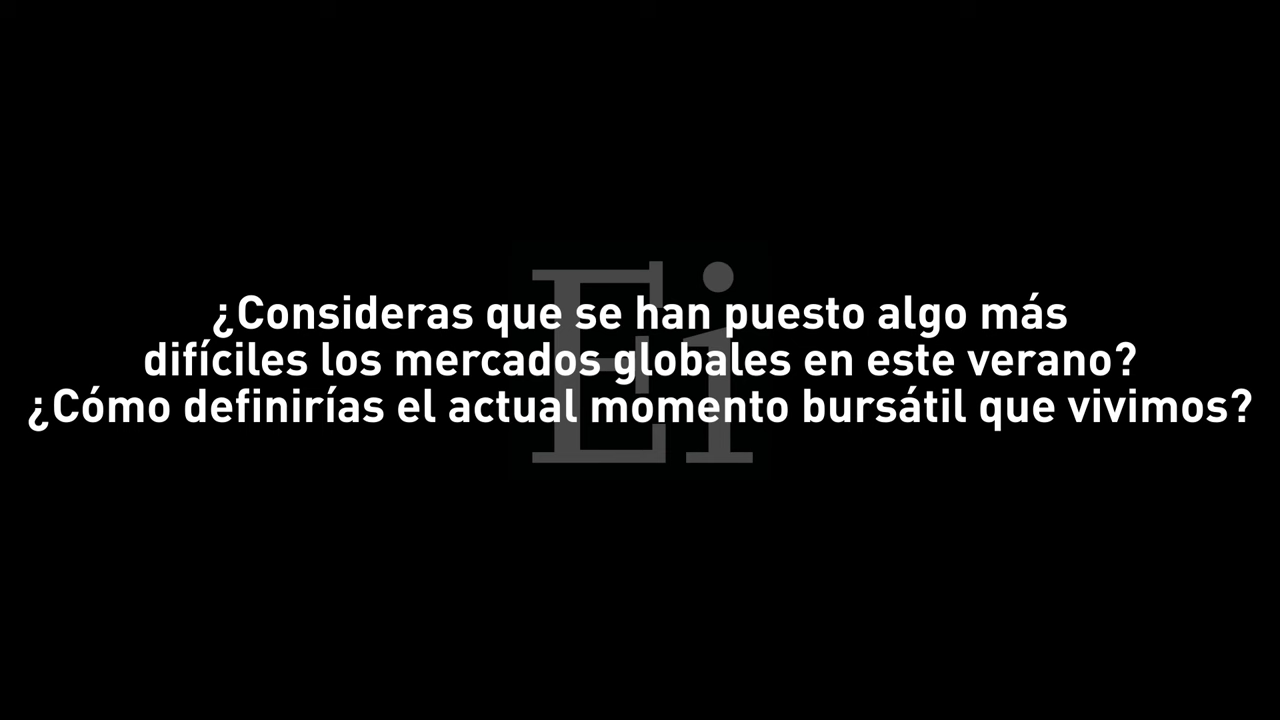 ¿Consideras que se han puesto algo más
difíciles los mercados globales en este verano?
¿Cómo definirías el actual momento bursátil que vivimos?
Ei